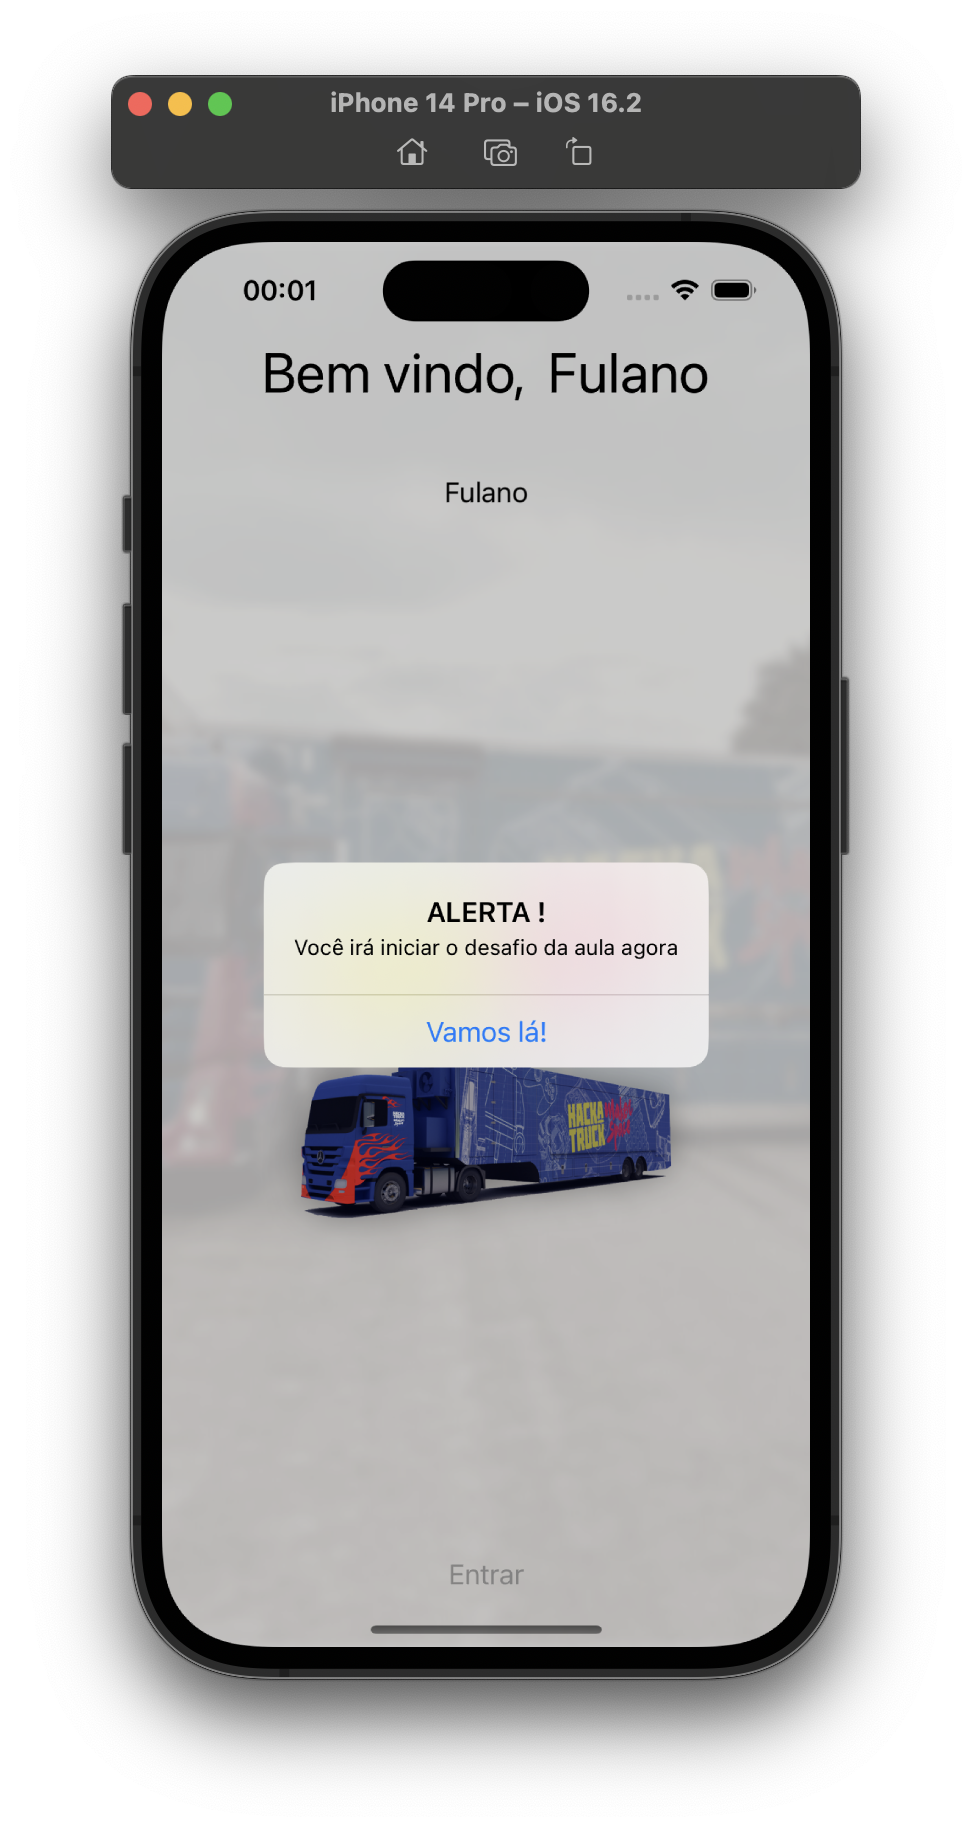 iPhone 14 Pro – iOS 16.2
00:01
Bem vindo,  Fulano
Fulano
ALERTA !
Você irá iniciar o desafio da aula agora
Vamos lá!
HACKA
TRUCK
Entrar